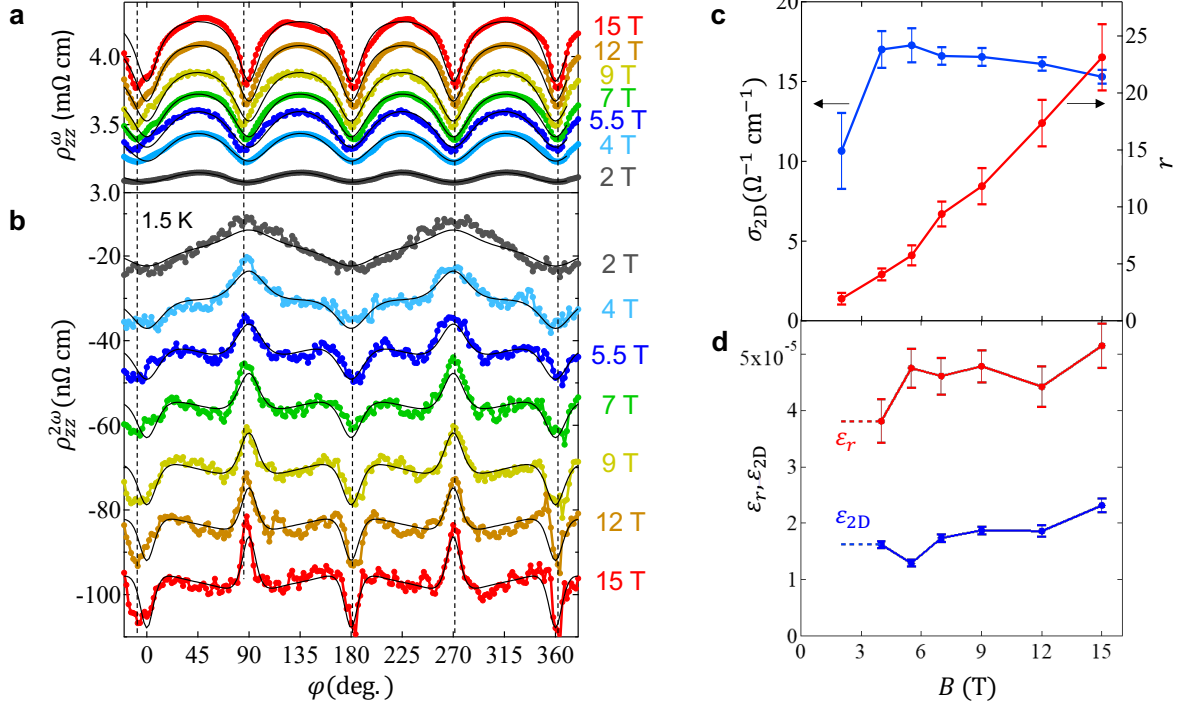 a
4.0
3.5
3.0
ρ^ω_zz (mΩ cm)
15 T
12 T
9 T
7 T
5.5 T
4 T
2 T
b
1.5 K
-20
-40
-60
-80
-100
ρ^2ω_zz (nΩ cm)
2 T
4 T
5.5 T
7 T
9 T
12 T
15 T
0 45 90 135 180 225 270 315 360
φ(deg.)
c
20
15
10
5
0
σ_2D (Ω⁻¹ cm⁻¹)
25
20
15
10
5
0
r
d
5x10⁻⁵
4
3
2
1
0
ε_r, ε_2D
ε_r
ε_2D
0 3 6 9 12 15
B (T)